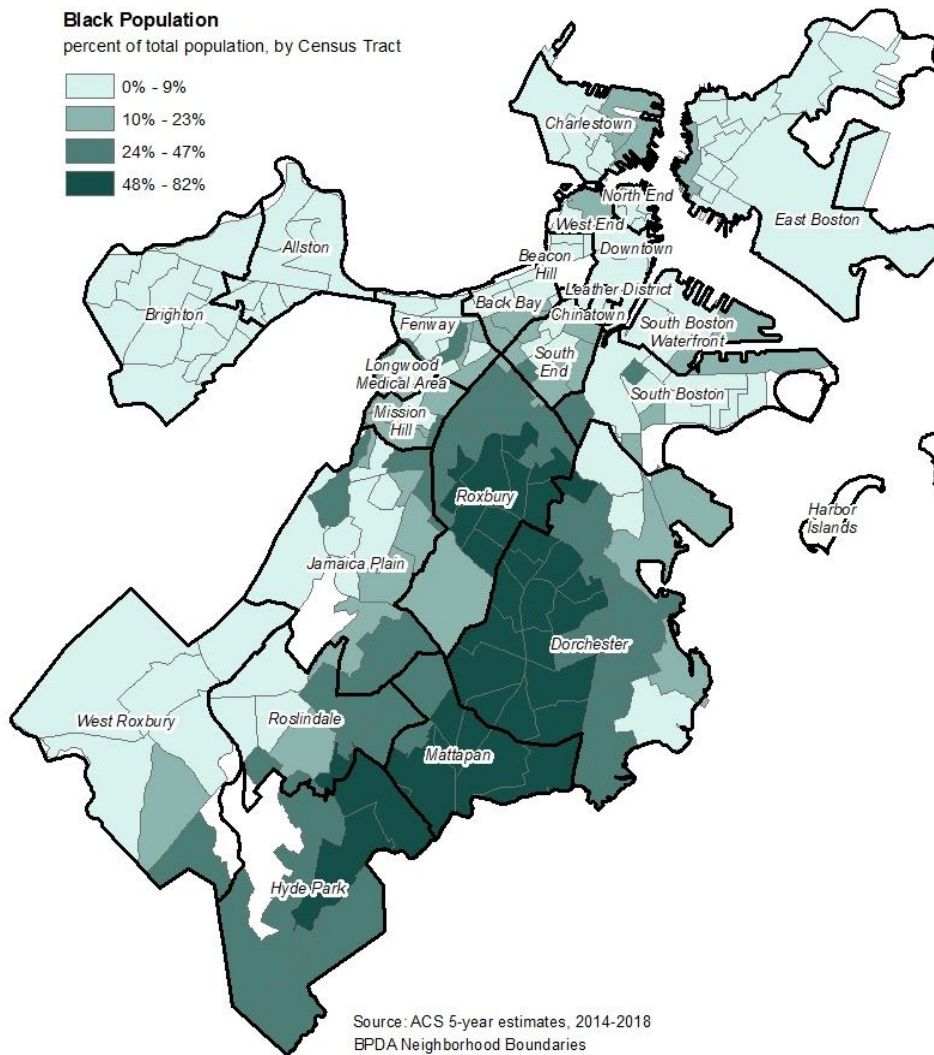 Black Population
percent of total population, by Census Tract
0% - 9%
10% - 23%
24% - 47%
48% - 82%
Charlestown
North End
West End
East Boston
Allston
Downtown
Beacon
Hill
Leather District
Back Bay
Chinatown
Brighton
Fenway
South Boston
Waterfront
South
End
Longwood
Medical Area
South Boston
Mission
Hill
Roxbury
Harbor
Islands
Jamaica Plain
Dorchester
West Roxbury
Roslindale
Mattapan
Hyde Park
Source: ACS 5-year estimates, 2014-2018
BPDA Neighborhood Boundaries